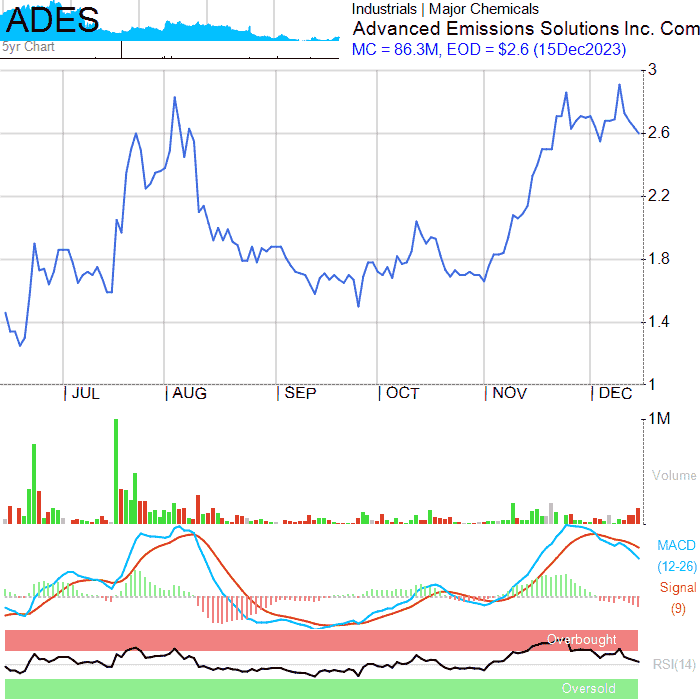 ADES
5yr Chart
Industrials | Major Chemicals
Advanced Emissions Solutions Inc. Com
MC = 86.3M, EOD = $2.6 (15Dec2023)
3
2.6
2.2
1.8
1.4
1
JUL AUG SEP OCT NOV DEC
1M
Volume
MACD
(12-26)
Signal
(9)
Overbought
RSI(14)
Oversold